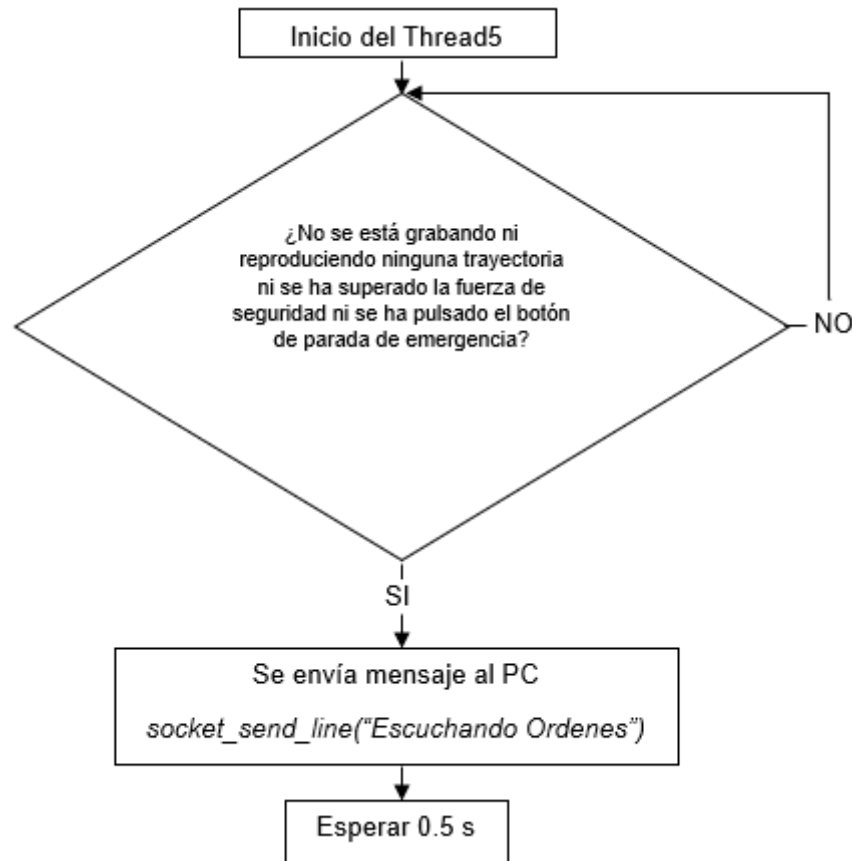 Inicio del Thread5
¿No se está grabando ni
reproduciendo ninguna trayectoria
ni se ha superado la fuerza de
seguridad ni se ha pulsado el botón
de parada de emergencia?
NO
SI
Se envía mensaje al PC
socket_send_line(“Escuchando Ordenes”)
Esperar 0.5 s